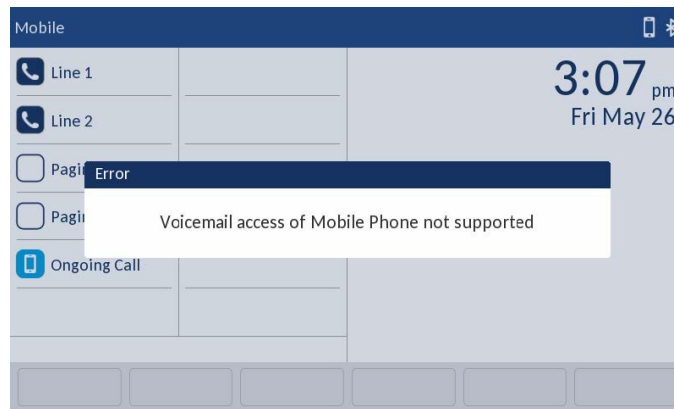 Mobile
Line 1
Line 2
3:07 pm
Fri May 26
Error
Voicemail access of Mobile Phone not supported
Ongoing Call